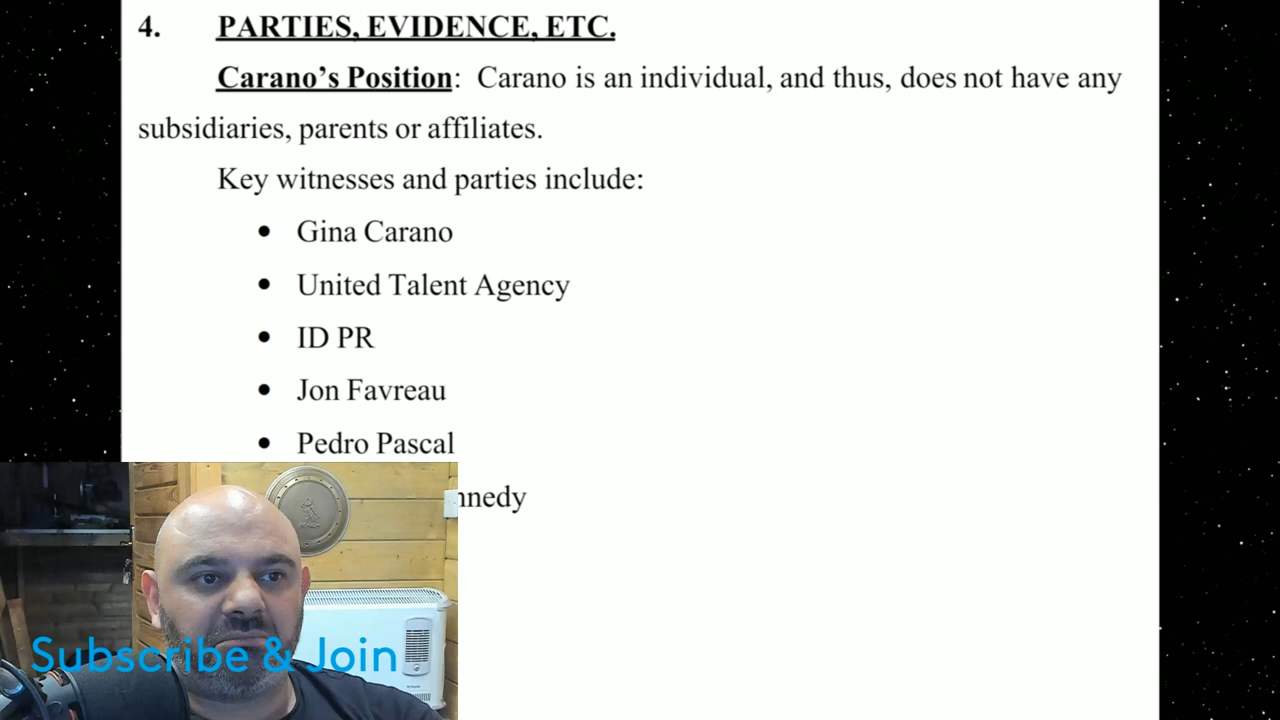 4. PARTIES, EVIDENCE, ETC.
Carano's Position: Carano is an individual, and thus, does not have any
subsidiaries, parents or affiliates.
Key witnesses and parties include:
• Gina Carano
• United Talent Agency
• ID PR
• Jon Favreau
• Pedro Pascal
nnedy
Subscribe & Join